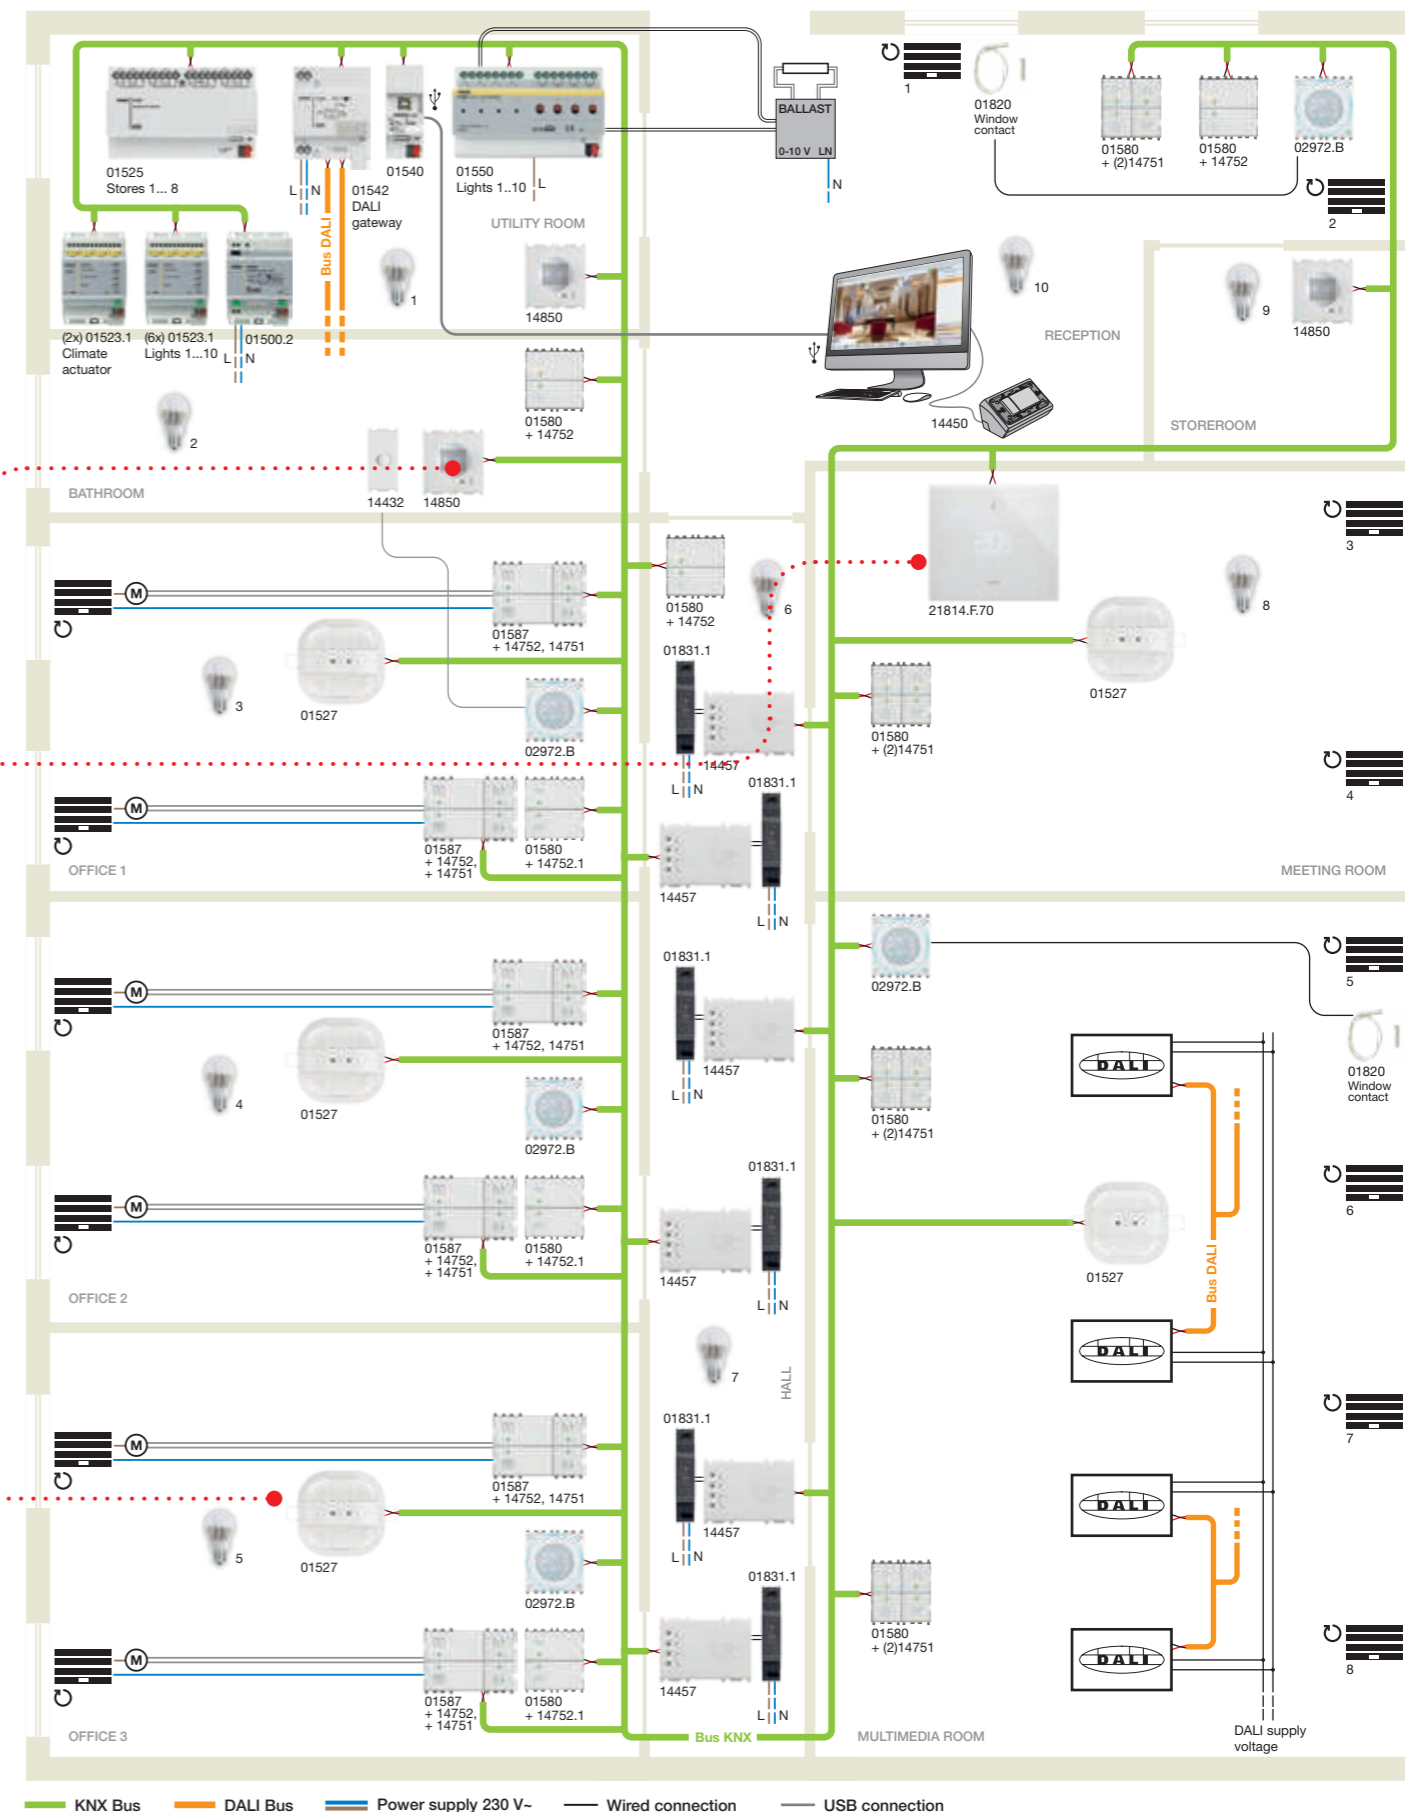 01525
Stores 1... 8
L
N
01542
DALI
gateway
Bus DALI
01540
01550
Lights 1..10
L
UTILITY ROOM
BALLAST
0-10 V LN
N
1
01820
Window
contact
01580
+ (2)14751
01580
+ 14752
02972.B
2
(2x) 01523.1
Climate
actuator
(6x) 01523.1
Lights 1...10
01500.2
L
N
1
14850
10
RECEPTION
9
14850
STOREROOM
14450
2
01580
+ 14752
BATHROOM
14432
14850
01587
+ 14752, 14751
01580
+ 14752
6
21814.F.70
8
3
M
3
01527
02972.B
01831.1
14457
L
N
01580
+ (2)14751
01527
4
M
01587
+ 14752,
+ 14751
01580
+ 14752.1
OFFICE 1
01831.1
14457
L
N
MEETING ROOM
M
01587
+ 14752, 14751
4
01527
02972.B
01831.1
14457
L
N
02972.B
5
01820
Window
contact
01580
+ (2)14751
DALI
M
01587
+ 14752,
+ 14751
01580
+ 14752.1
OFFICE 2
01831.1
14457
L
N
01527
Bus DALI
6
DALI
7
HALL
7
M
01587
+ 14752, 14751
5
01527
02972.B
01831.1
14457
L
N
DALI
M
01587
+ 14752,
+ 14751
01580
+ 14752.1
OFFICE 3
01831.1
14457
L
N
01580
+ (2)14751
DALI
8
Bus KNX
MULTIMEDIA ROOM
DALI supply
voltage
KNX Bus
DALI Bus
Power supply 230 V~
Wired connection
USB connection